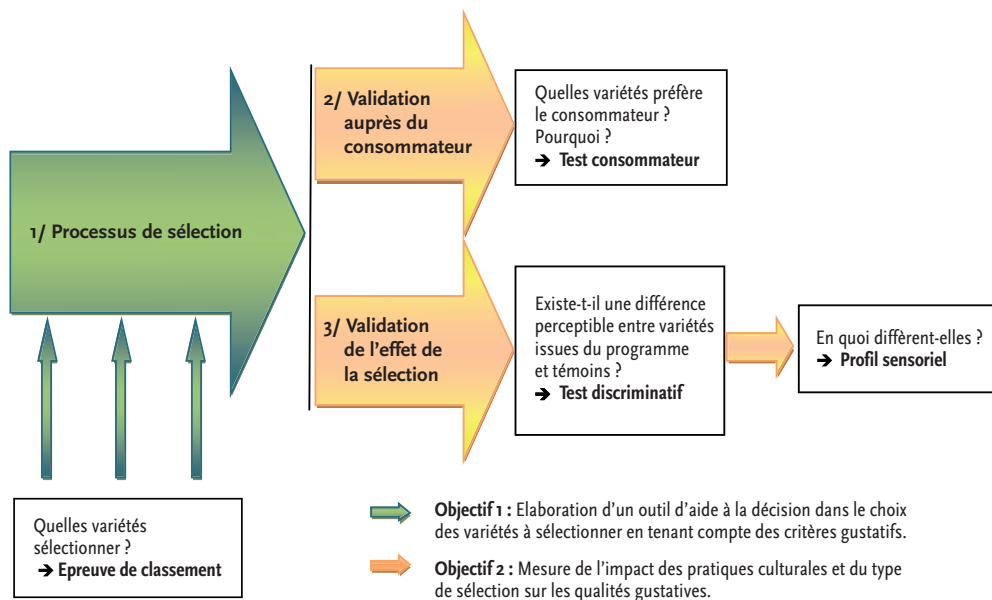 1/ Processus de sélection
2/ Validation
auprès du
consommateur
Quelles variétés préfère
le consommateur ?
Pourquoi ?
➔ Test consommateur
3/ Validation
de l'effet de
la sélection
Existe-t-il une différence
perceptible entre variétés
issues du programme
et témoins ?
➔ Test discriminatif
En quoi diffèrent-elles ?
➔ Profil sensoriel
Quelles variétés
sélectionner ?
➔ Epreuve de classement
Objectif 1 : Elaboration d'un outil d'aide à la décision dans le choix
des variétés à sélectionner en tenant compte des critères gustatifs.
Objectif 2 : Mesure de l'impact des pratiques culturales et du type
de sélection sur les qualités gustatives.